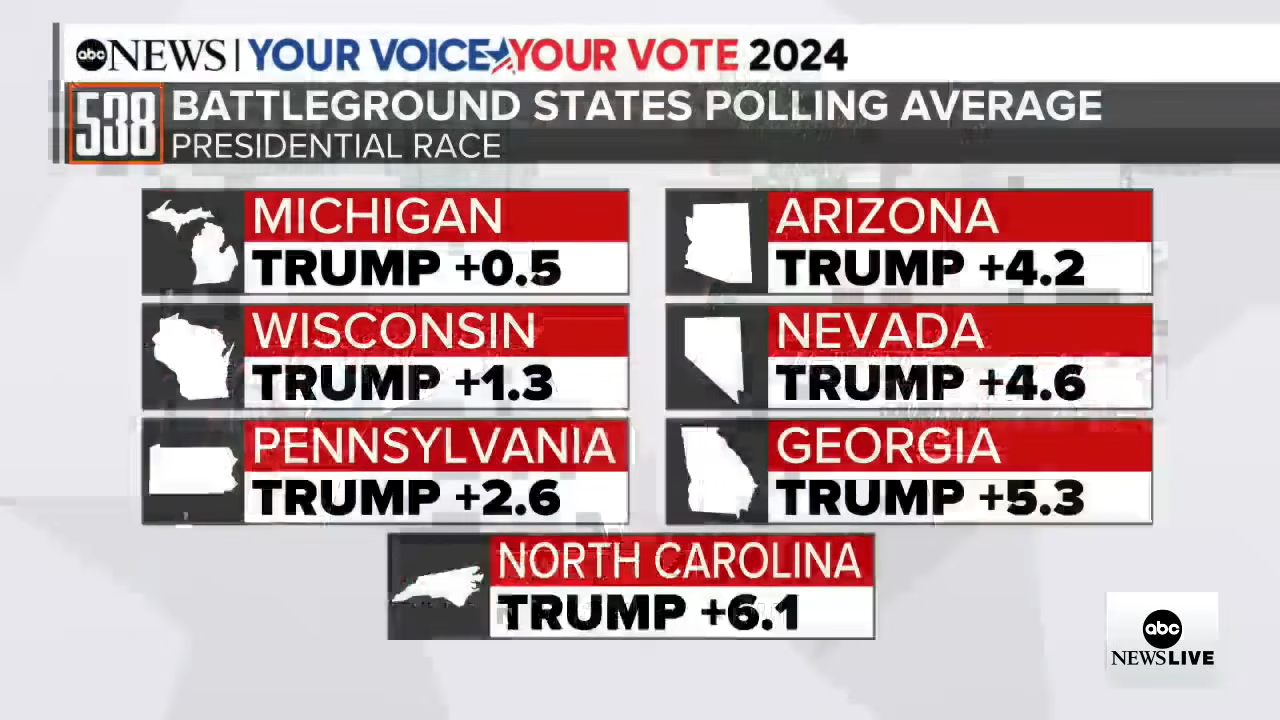 abc NEWS | YOUR VOICE YOUR VOTE 2024
538 BATTLEGROUND STATES POLLING AVERAGE
PRESIDENTIAL RACE
MICHIGAN
TRUMP +0.5
WISCONSIN
TRUMP +1.3
PENNSYLVANIA
TRUMP +2.6
ARIZONA
TRUMP +4.2
NEVADA
TRUMP +4.6
GEORGIA
TRUMP +5.3
NORTH CAROLINA
TRUMP +6.1
abc
NEWS LIVE